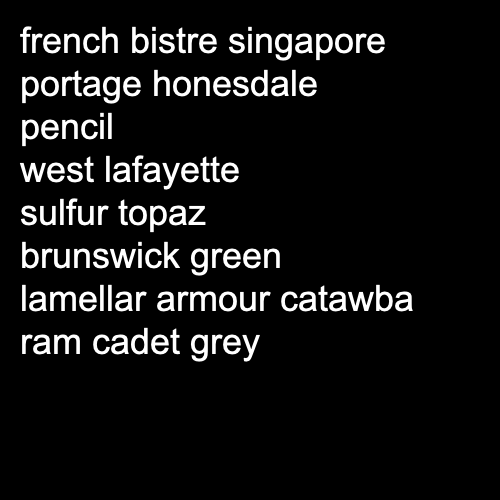 french bistre singapore
portage honesdale
pencil
west lafayette
sulfur topaz
brunswick green
lamellar armour catawba
ram cadet grey